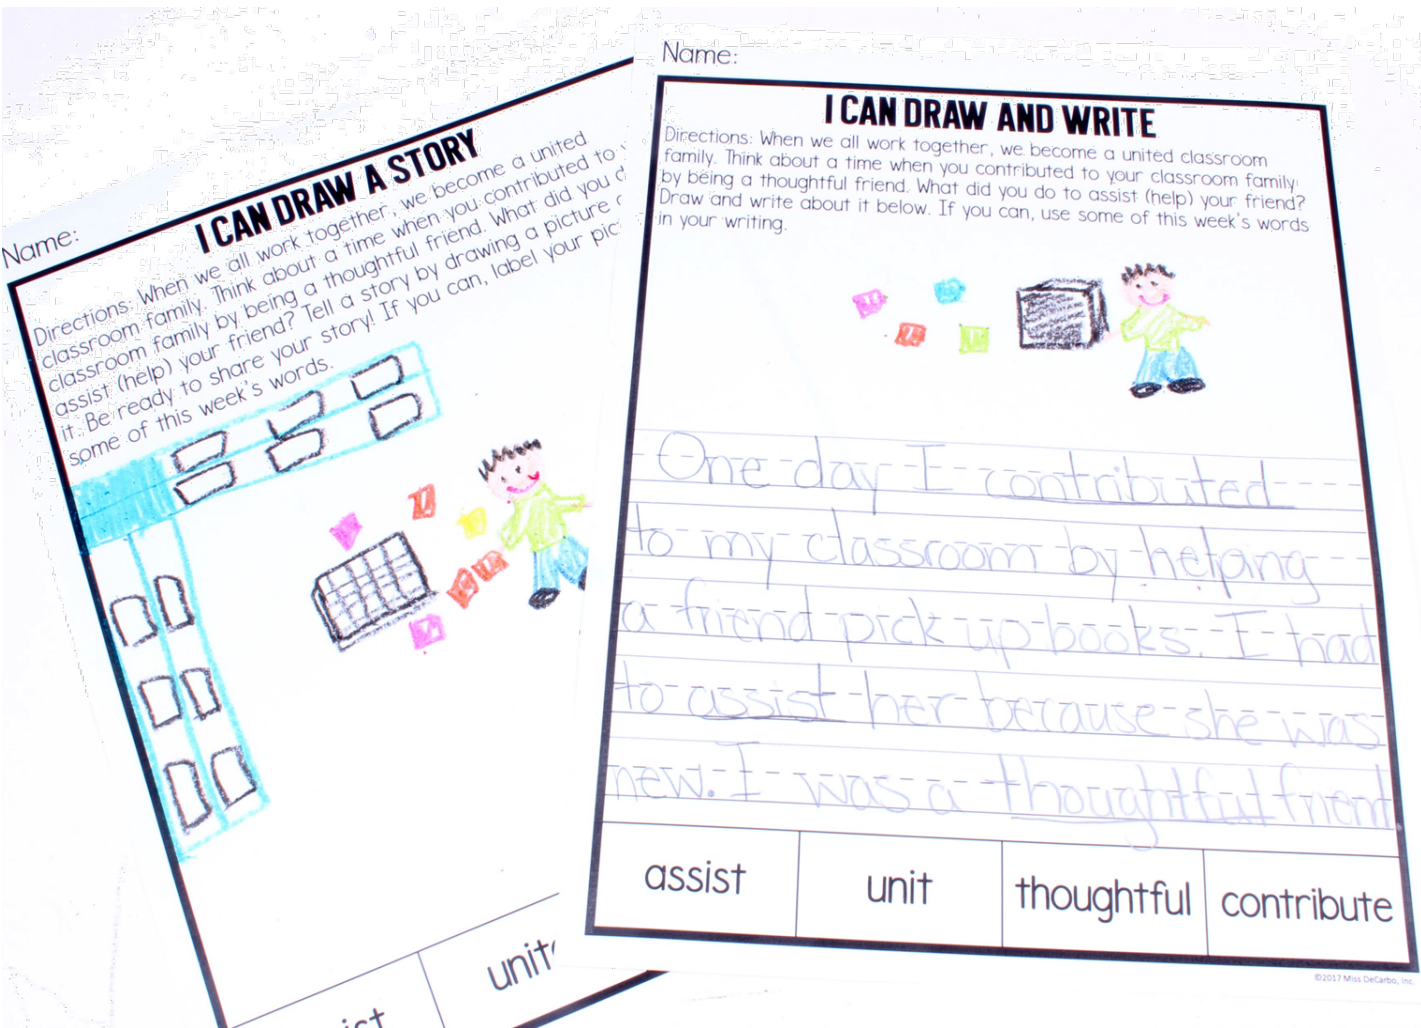 Name:
I CAN DRAW A STORY
Directions: When we all work together, we become a united
classroom family. Think about a time when you contributed to
classroom family by being a thoughtful friend. What did you
assist (help) your friend? Tell a story by drawing a picture
it. Be ready to share your story! If you can, label your
some of this week's words.
Name:
I CAN DRAW AND WRITE
Directions: When we all work together, we become a united classroom
family. Think about a time when you contributed to your classroom family
by being a thoughtful friend. What did you do to assist (help) your friend?
Draw and write about it below. If you can, use some of this week's words
in your writing.
One day I contributed
to my classroom by helping
a friend pick up books. I had
to assist her because she was
new. I was a thoughtful friend.
assist unit thoughtful contribute
©2017 Miss DeCarbo, Inc.